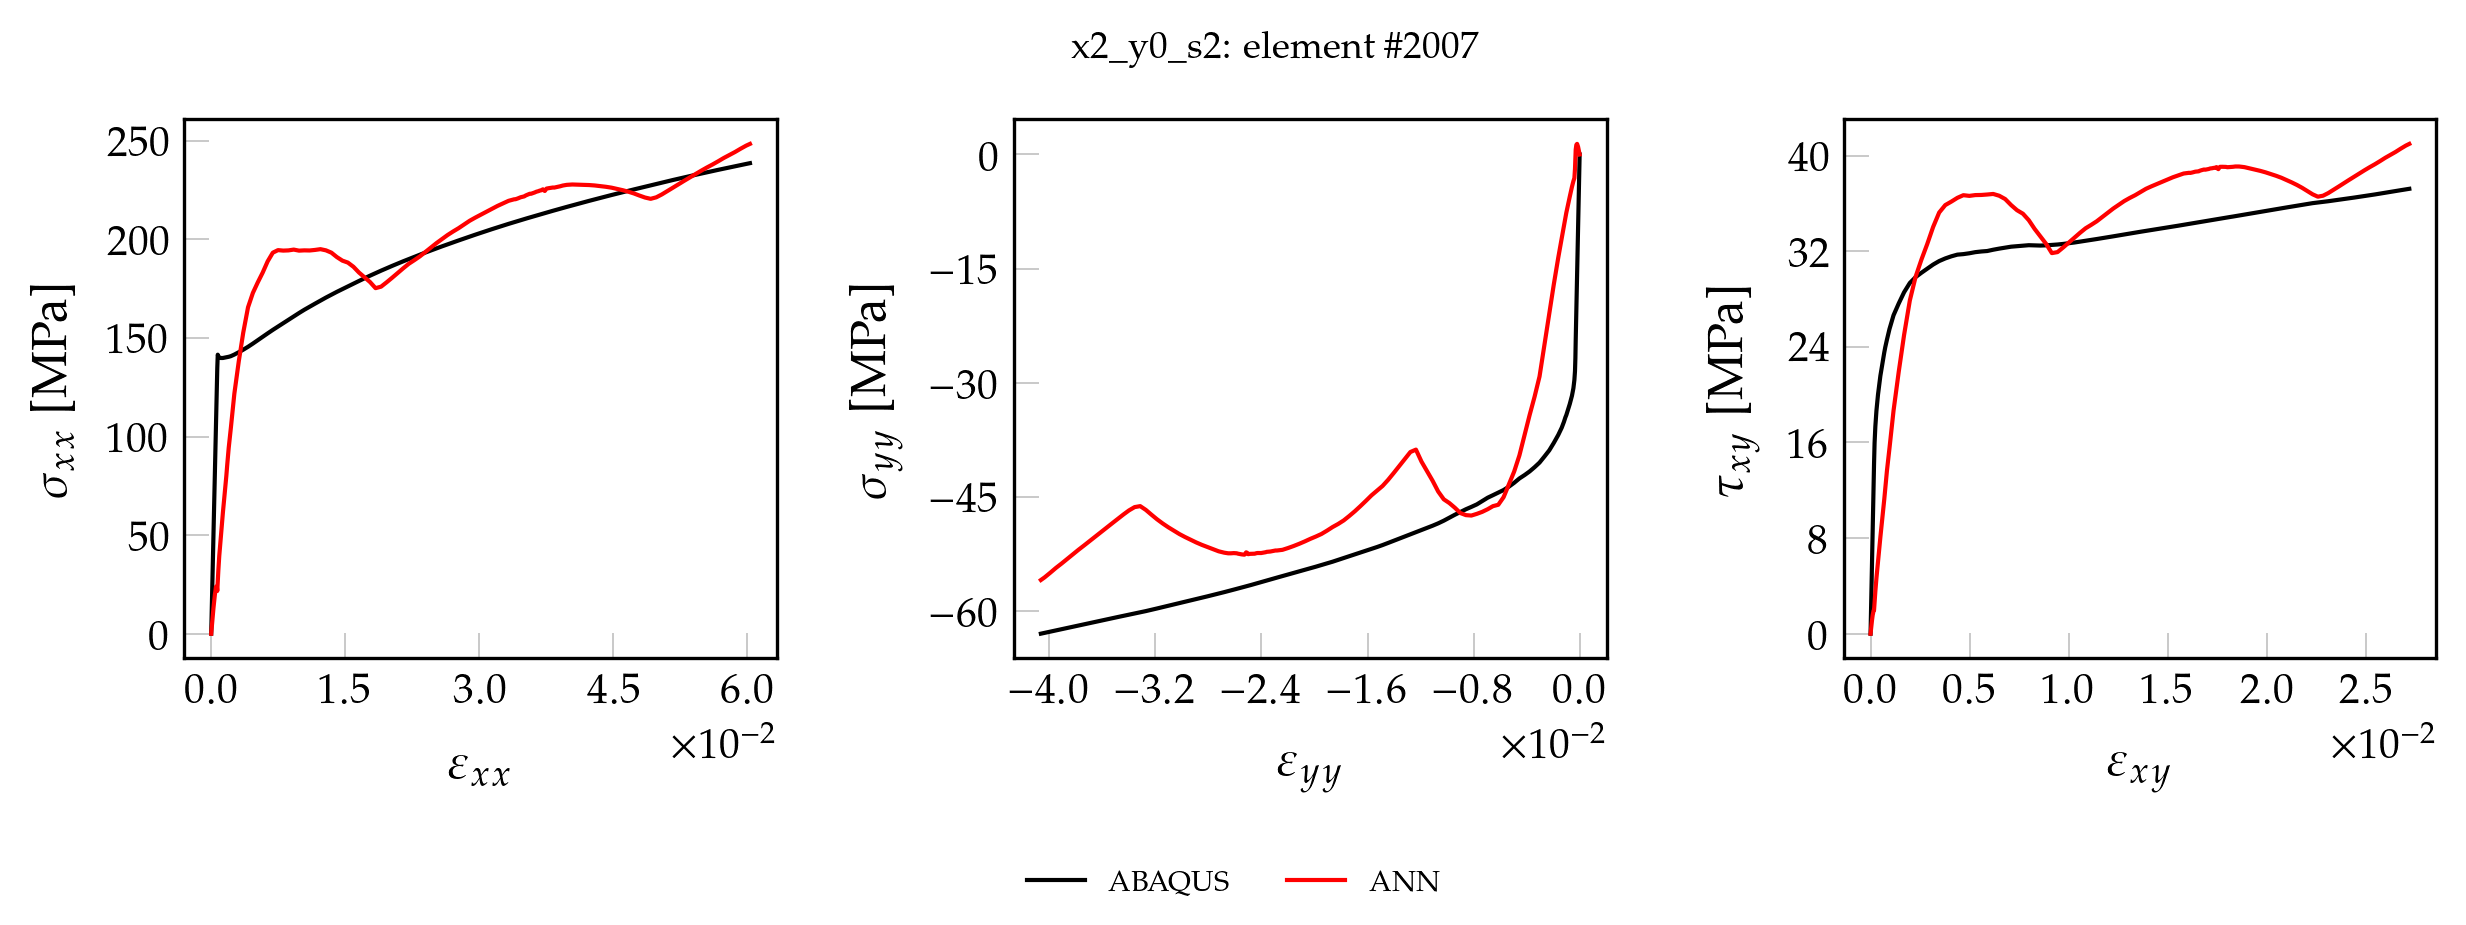 x2_y0_s2: element #2007
σxx [MPa]
250
200
150
100
50
0
0.0 1.5 3.0 4.5 6.0
×10⁻²
εxx
σyy [MPa]
0
−15
−30
−45
−60
−4.0 −3.2 −2.4 −1.6 −0.8 0.0
×10⁻²
εyy
τxy [MPa]
40
32
24
16
8
0
0.0 0.5 1.0 1.5 2.0 2.5
×10⁻²
εxy
ABAQUS ANN